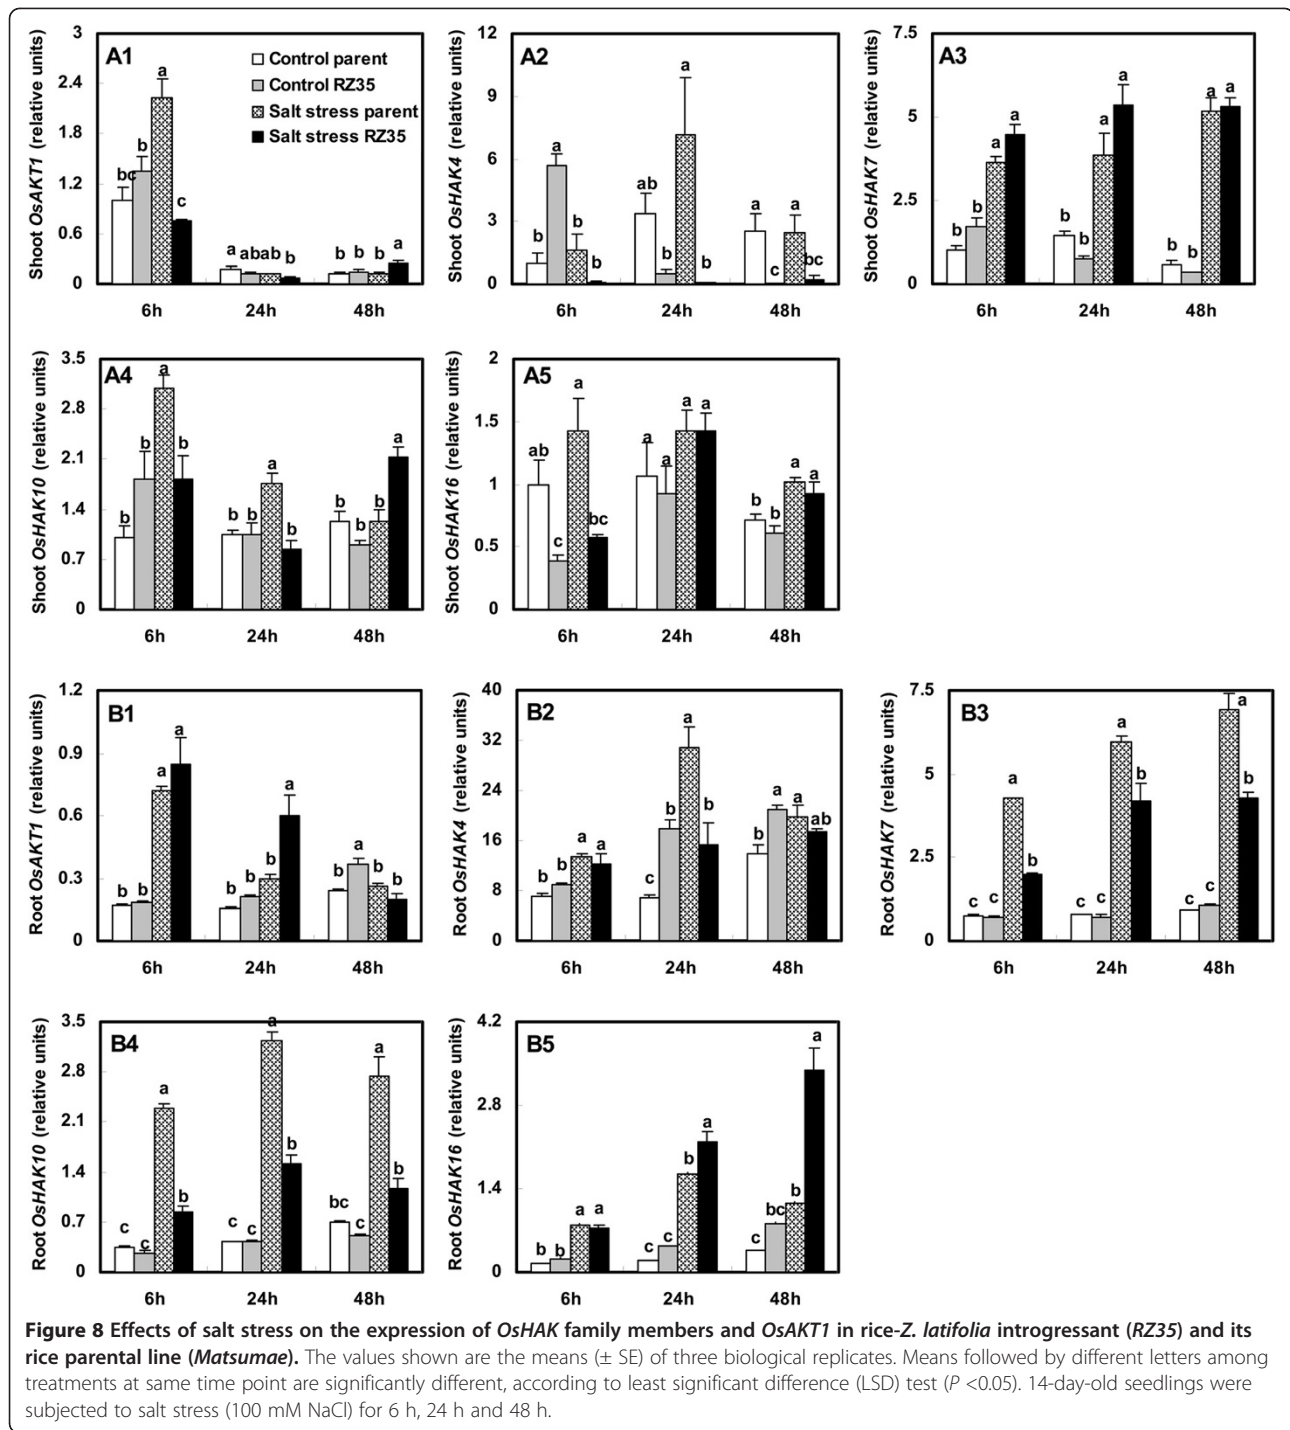 A1
Shoot OsAKT1 (relative units)
3
2.4
1.8
1.2
0.6
0
Control parent
Control RZ35
Salt stress parent
Salt stress RZ35
bc b a c
a ab ab b
b b b a
6h 24h 48h
A2
Shoot OsHAK4 (relative units)
12
9
6
3
0
b a b b
ab b a b
a c a bc
6h 24h 48h
A3
Shoot OsHAK7 (relative units)
7.5
5
2.5
0
b b a a
b b a a
b b a a
6h 24h 48h
A4
Shoot OsHAK10 (relative units)
3.5
2.8
2.1
1.4
0.7
0
b b a b
b b a b
b b b a
6h 24h 48h
A5
Shoot OsHAK16 (relative units)
2
1.5
1
0.5
0
ab c a bc
a a a a
b b a a
6h 24h 48h
B1
Root OsAKT1 (relative units)
1.2
0.9
0.6
0.3
0
b b a a
b b b a
b a b b
6h 24h 48h
B2
Root OsHAK4 (relative units)
40
32
24
16
8
0
b b a a
c b a b
b a a ab
6h 24h 48h
B3
Root OsHAK7 (relative units)
7.5
5
2.5
0
c c a b
c c a b
c c a b
6h 24h 48h
B4
Root OsHAK10 (relative units)
3.5
2.8
2.1
1.4
0.7
0
c c a b
c c a b
bc c a b
6h 24h 48h
B5
Root OsHAK16 (relative units)
4.2
2.8
1.4
0
b b a a
c c b a
c bc b a
6h 24h 48h
Figure 8 Effects of salt stress on the expression of OsHAK family members and OsAKT1 in rice-Z. latifolia introgressant (RZ35) and its
rice parental line (Matsumae). The values shown are the means (± SE) of three biological replicates. Means followed by different letters among
treatments at same time point are significantly different, according to least significant difference (LSD) test (P <0.05). 14-day-old seedlings were
subjected to salt stress (100 mM NaCl) for 6 h, 24 h and 48 h.